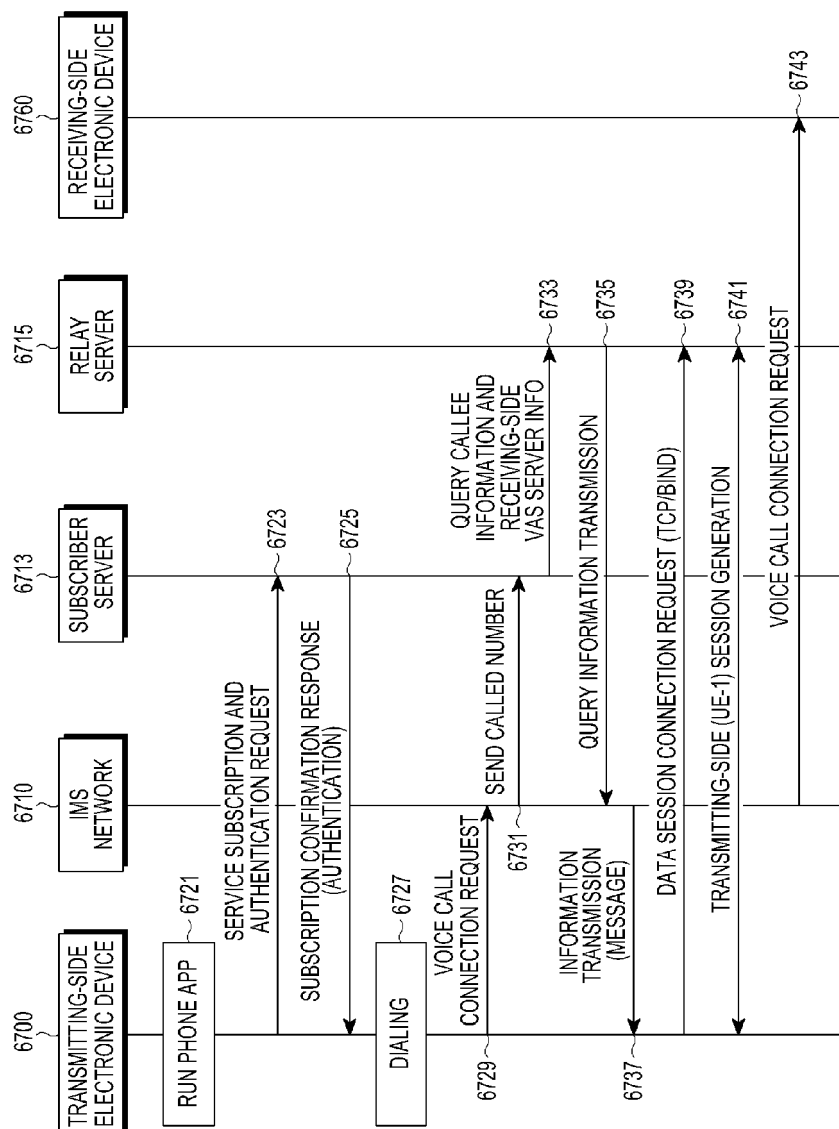 6700
TRANSMITTING-SIDE
ELECTRONIC DEVICE
6710
IMS
NETWORK
6713
SUBSCRIBER
SERVER
6715
RELAY
SERVER
6760
RECEIVING-SIDE
ELECTRONIC DEVICE
RUN PHONE APP
6721
SERVICE SUBSCRIPTION AND
AUTHENTICATION REQUEST
6723
SUBSCRIPTION CONFIRMATION RESPONSE
(AUTHENTICATION)
6725
DIALING
6727
VOICE CALL
CONNECTION REQUEST
6729
SEND CALLED NUMBER
6731
QUERY CALLEE
INFORMATION AND
RECEIVING-SIDE
VAS SERVER INFO
6733
QUERY INFORMATION TRANSMISSION
6735
INFORMATION
TRANSMISSION
(MESSAGE)
6737
DATA SESSION CONNECTION REQUEST (TCP/BIND)
6739
TRANSMITTING-SIDE (UE-1) SESSION GENERATION
6741
VOICE CALL CONNECTION REQUEST
6743